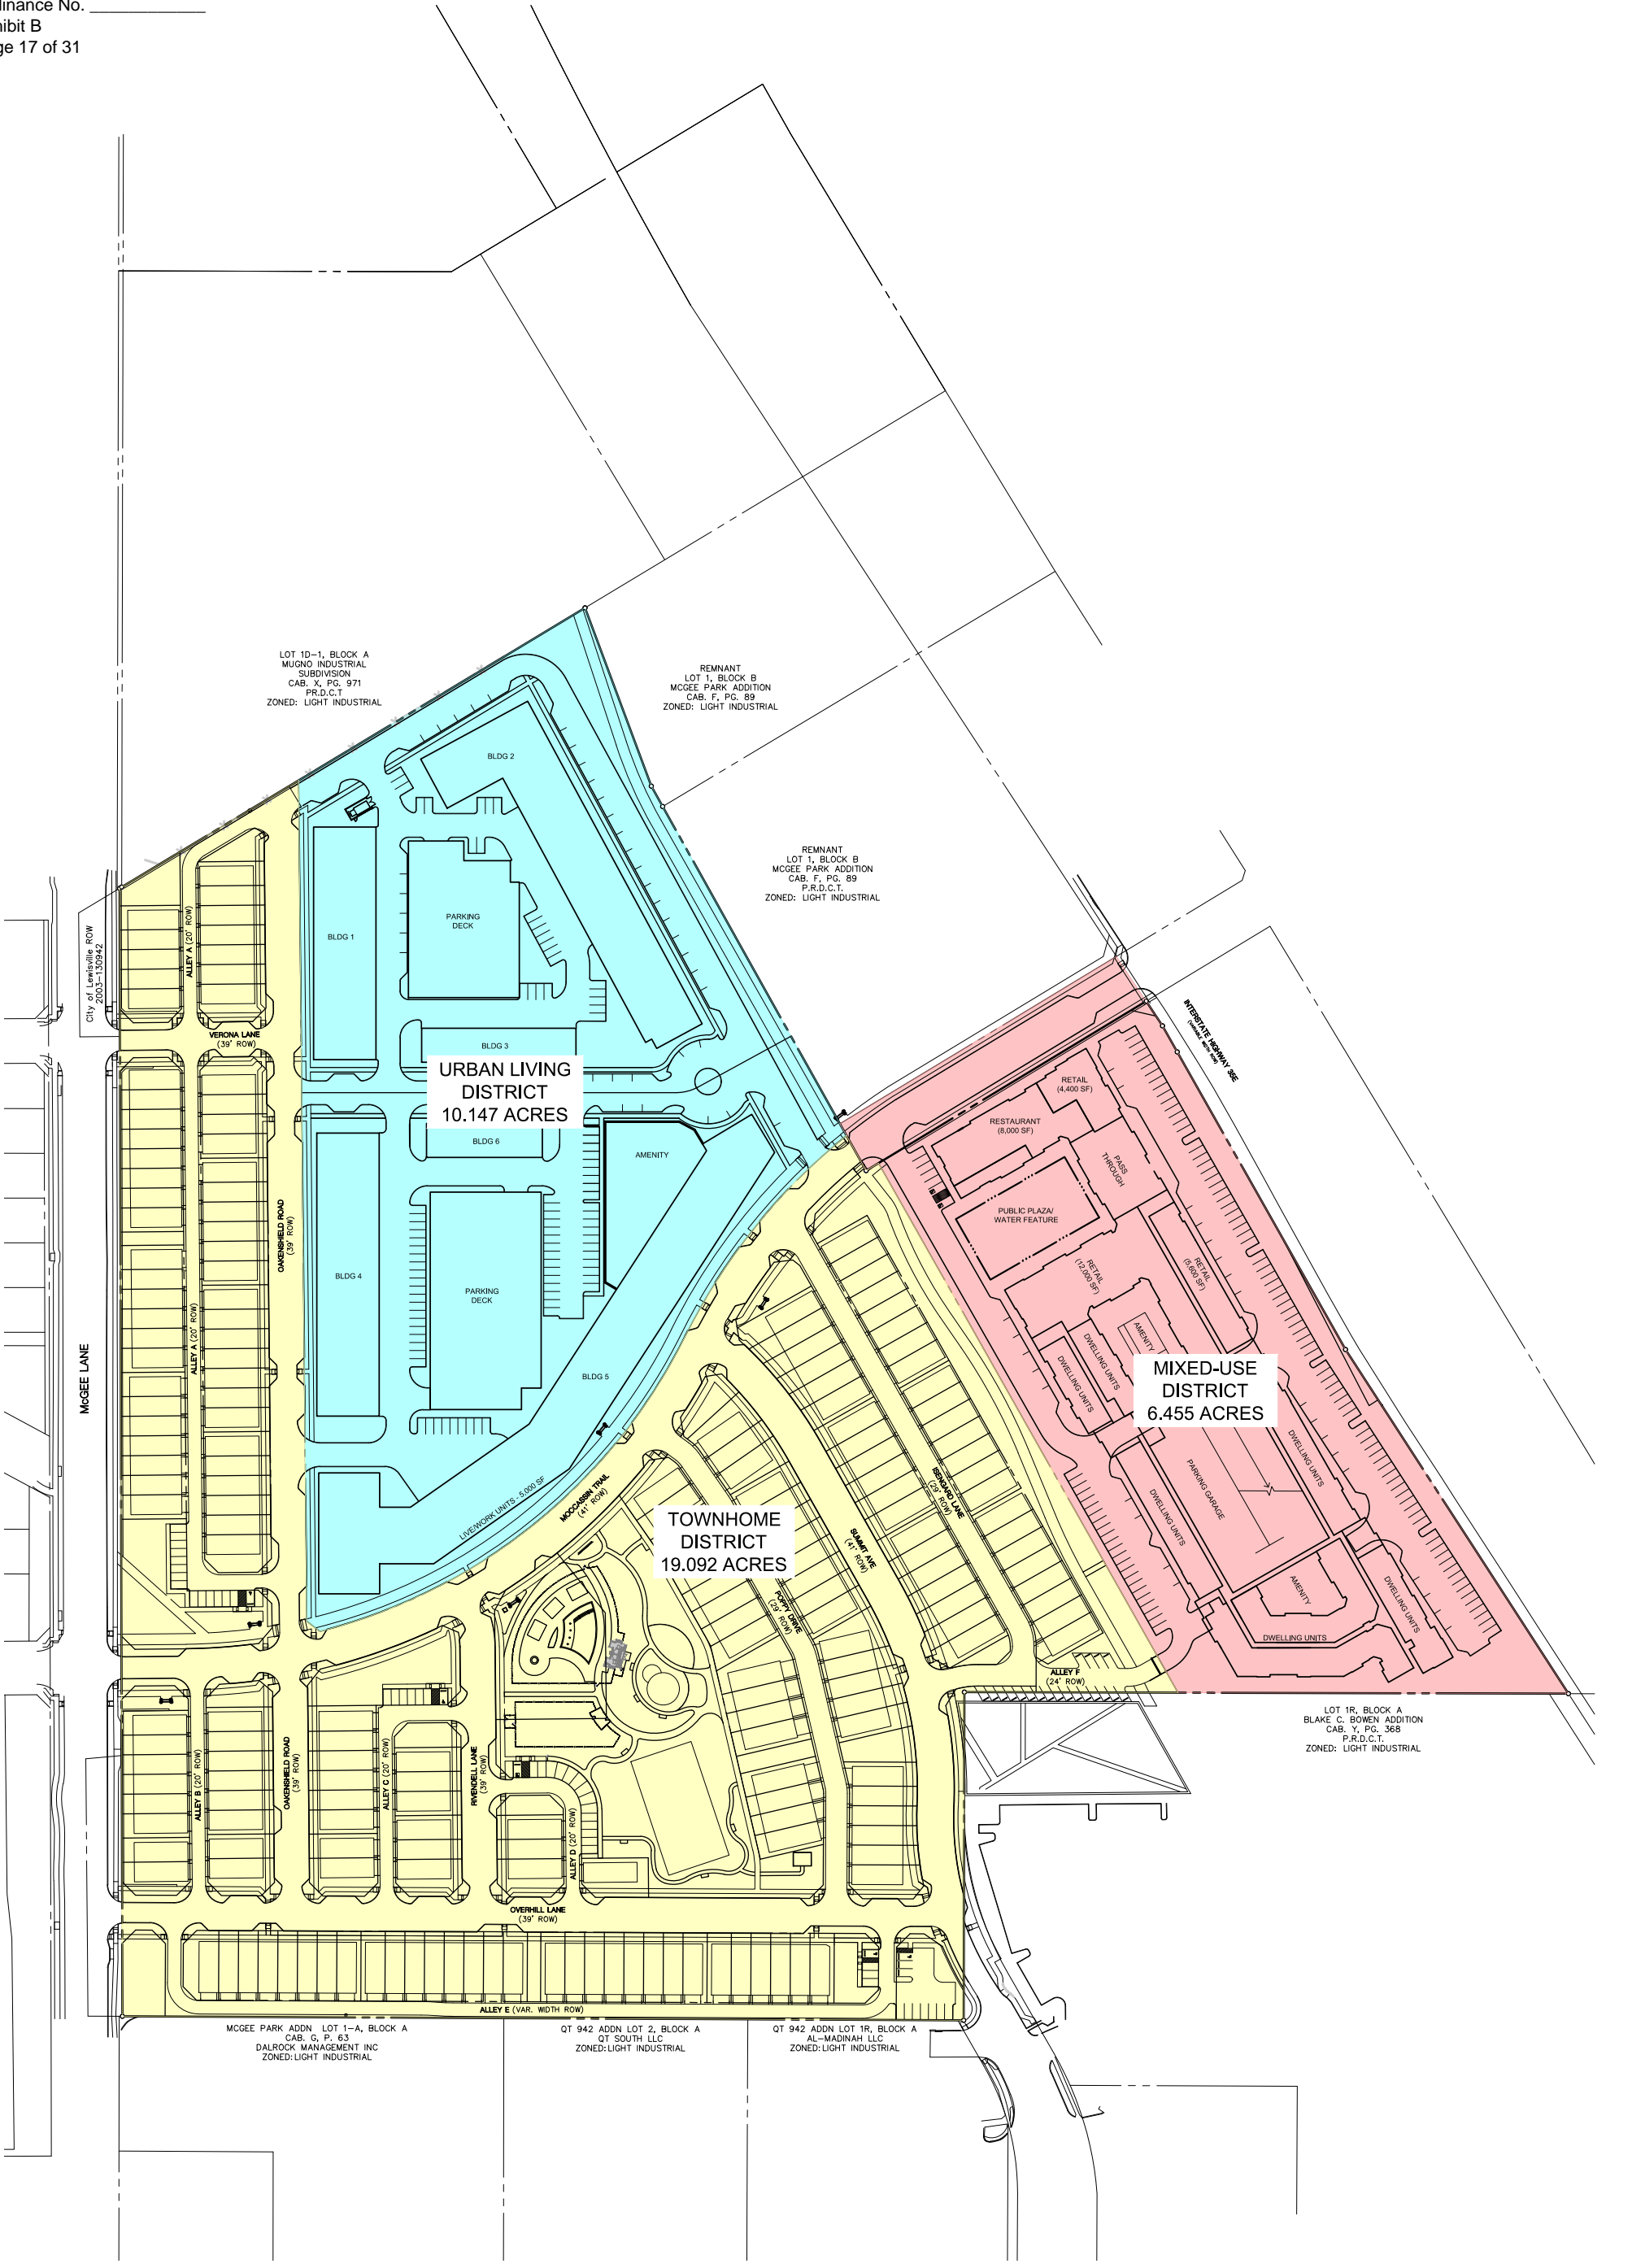 dinance No. ____________
hibit B
ge 17 of 31
LOT 1D-1, BLOCK A
MUGNO INDUSTRIAL
SUBDIVISION
CAB. X, PG. 971
PR.D.C.T
ZONED: LIGHT INDUSTRIAL
REMNANT
LOT 1, BLOCK B
MCGEE PARK ADDITION
CAB. F, PG. 89
ZONED: LIGHT INDUSTRIAL
REMNANT
LOT 1, BLOCK B
MCGEE PARK ADDITION
CAB. F, PG. 89
P.R.D.C.T.
ZONED: LIGHT INDUSTRIAL
BLDG 2
PARKING
DECK
BLDG 1
BLDG 3
URBAN LIVING
DISTRICT
10.147 ACRES
BLDG 6
AMENITY
BLDG 4
PARKING
DECK
BLDG 5
LIVE/WORK UNITS - 5,000 SF
City of Lewisville ROW
2003-130942
McGEE LANE
ALLEY A (20' ROW)
VERONA LANE
(39' ROW)
OAKENSHIELD ROAD
(39' ROW)
ALLEY A (20' ROW)
INTERSTATE HIGHWAY 35E
(VARIABLE WIDTH ROW)
RETAIL
(4,400 SF)
RESTAURANT
(8,000 SF)
PASS
THROUGH
PUBLIC PLAZA/
WATER FEATURE
RETAIL
(12,000 SF)
RETAIL
(5,600 SF)
AMENITY
DWELLING UNITS
DWELLING UNITS
MIXED-USE
DISTRICT
6.455 ACRES
DWELLING UNITS
PARKING GARAGE
DWELLING UNITS
AMENITY
DWELLING UNITS
DWELLING UNITS
MOCCASSIN TRAIL
(41' ROW)
TOWNHOME
DISTRICT
19.092 ACRES
ISENGARD LANE
(29' ROW)
SUMMIT AVE
(41' ROW)
POPPY DRIVE
(29' ROW)
ALLEY F
(24' ROW)
LOT 1R, BLOCK A
BLAKE C. BOWEN ADDITION
CAB. Y, PG. 368
P.R.D.C.T.
ZONED: LIGHT INDUSTRIAL
ALLEY B (20' ROW)
OAKENSHIELD ROAD
(39' ROW)
ALLEY C (20' ROW)
RIVENDELL LANE
(39' ROW)
ALLEY D (20' ROW)
OVERHILL LANE
(39' ROW)
ALLEY E (VAR. WIDTH ROW)
MCGEE PARK ADDN LOT 1-A, BLOCK A
CAB. G, P. 63
DALROCK MANAGEMENT INC
ZONED:LIGHT INDUSTRIAL
QT 942 ADDN LOT 2, BLOCK A
QT SOUTH LLC
ZONED:LIGHT INDUSTRIAL
QT 942 ADDN LOT 1R, BLOCK A
AL-MADINAH LLC
ZONED:LIGHT INDUSTRIAL